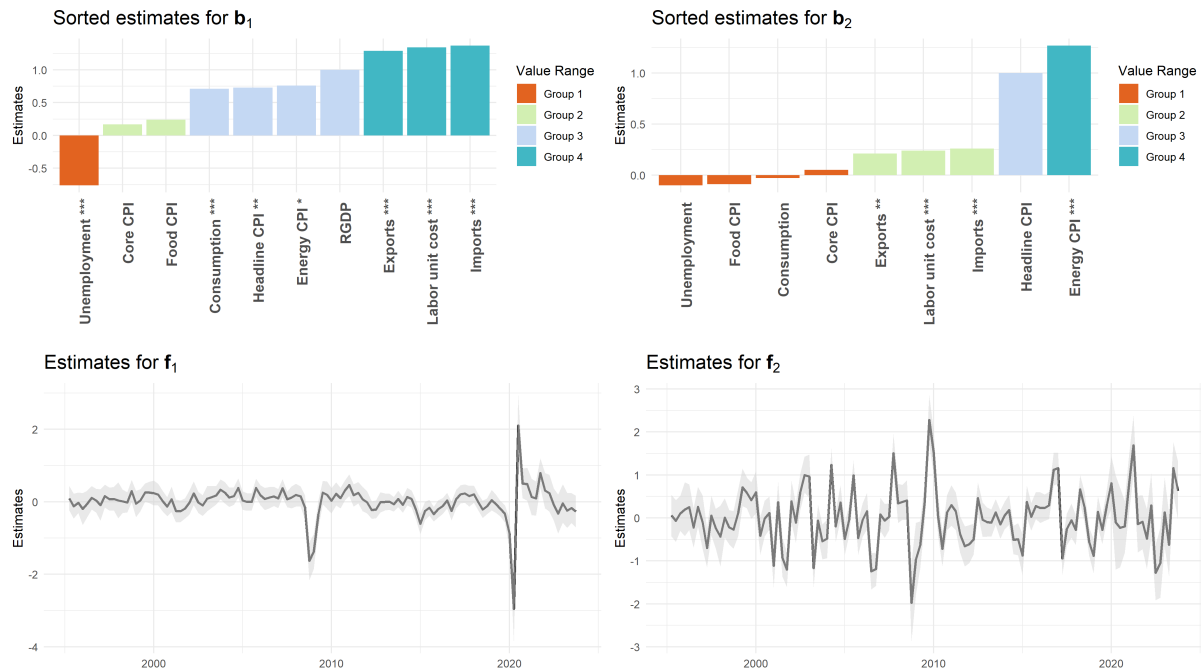 Sorted estimates for b1
Estimates
1.0
0.5
0.0
-0.5
Unemployment ***
Core CPI
Food CPI
Consumption ***
Headline CPI **
Energy CPI *
RGDP
Exports ***
Labor unit cost ***
Imports ***
Value Range
Group 1
Group 2
Group 3
Group 4
Sorted estimates for b2
Estimates
1.0
0.5
0.0
Unemployment
Food CPI
Consumption
Core CPI
Exports **
Labor unit cost ***
Imports ***
Headline CPI
Energy CPI ***
Value Range
Group 1
Group 2
Group 3
Group 4
Estimates for f1
Estimates
2
0
-2
-4
2000
2010
2020
Estimates for f2
Estimates
3
2
1
0
-1
-2
-3
2000
2010
2020